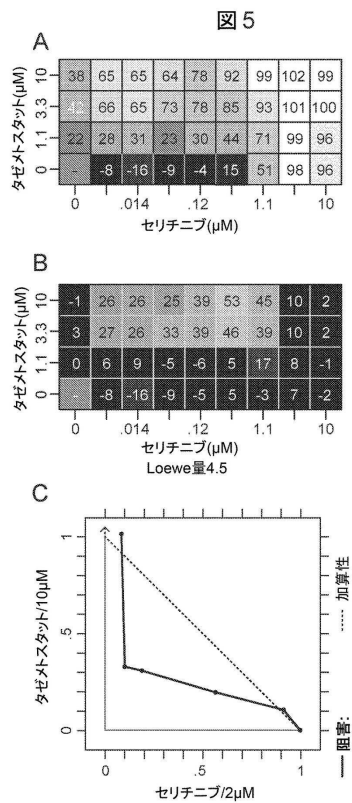 図5
A
タゼメトスタット(μM)
10 38 65 65 64 78 92 99 102 99
3.3 42 66 65 73 78 85 93 101 100
1.1 22 28 31 23 30 44 71 99 96
0 - -8 -16 -9 -4 15 51 98 96
0 .014 .12 1.1 10
セリチニブ(μM)
B
タゼメトスタット(μM)
10 -1 26 26 25 39 53 45 10 2
3.3 3 27 26 33 39 46 39 10 2
1.1 0 6 9 -5 -6 5 17 8 -1
0 - -8 -16 -9 -5 5 -3 7 -2
0 .014 .12 1.1 10
セリチニブ(μM)
Loewe量4.5
C
タゼメトスタット/10μM
1
.5
0
0 .5 1
セリチニブ/2μM
阻害: 加算性